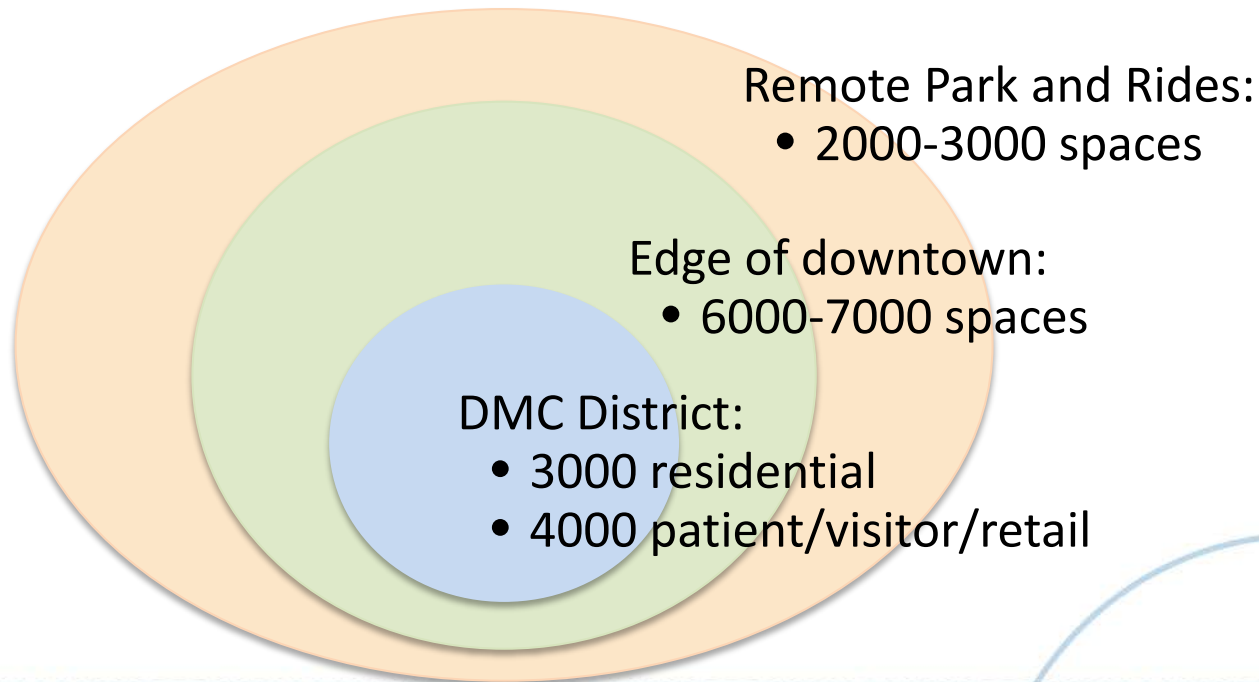 Remote Park and Rides:
• 2000-3000 spaces
Edge of downtown:
• 6000-7000 spaces
DMC District:
• 3000 residential
• 4000 patient/visitor/retail